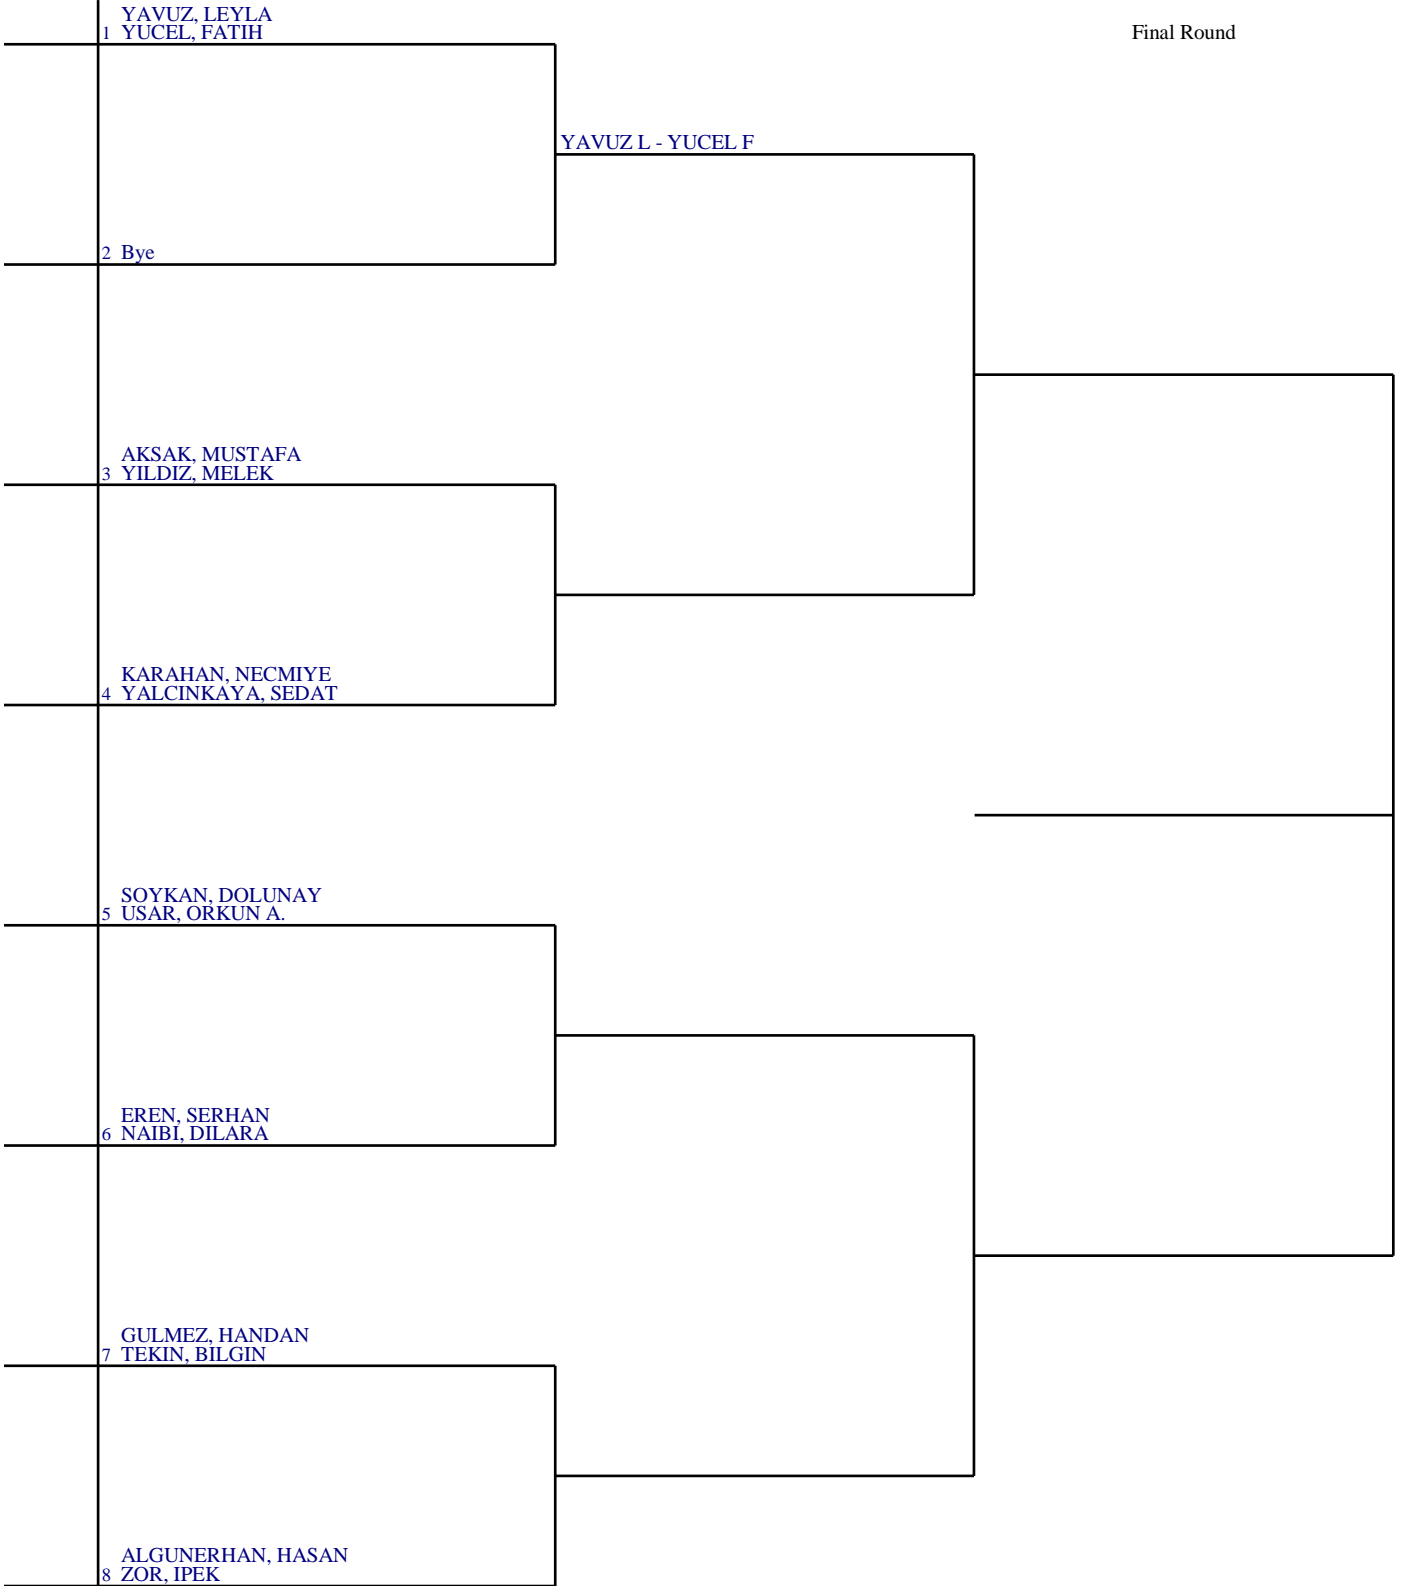 YAVUZ, LEYLA
1 YUCEL, FATIH
Final Round
YAVUZ L - YUCEL F
2 Bye
AKSAK, MUSTAFA
3 YILDIZ, MELEK
KARAHAN, NECMIYE
4 YALCINKAYA, SEDAT
SOYKAN, DOLUNAY
5 USAR, ORKUN A.
EREN, SERHAN
6 NAIBI, DILARA
GULMEZ, HANDAN
7 TEKIN, BILGIN
ALGUNERHAN, HASAN
8 ZOR, IPEK